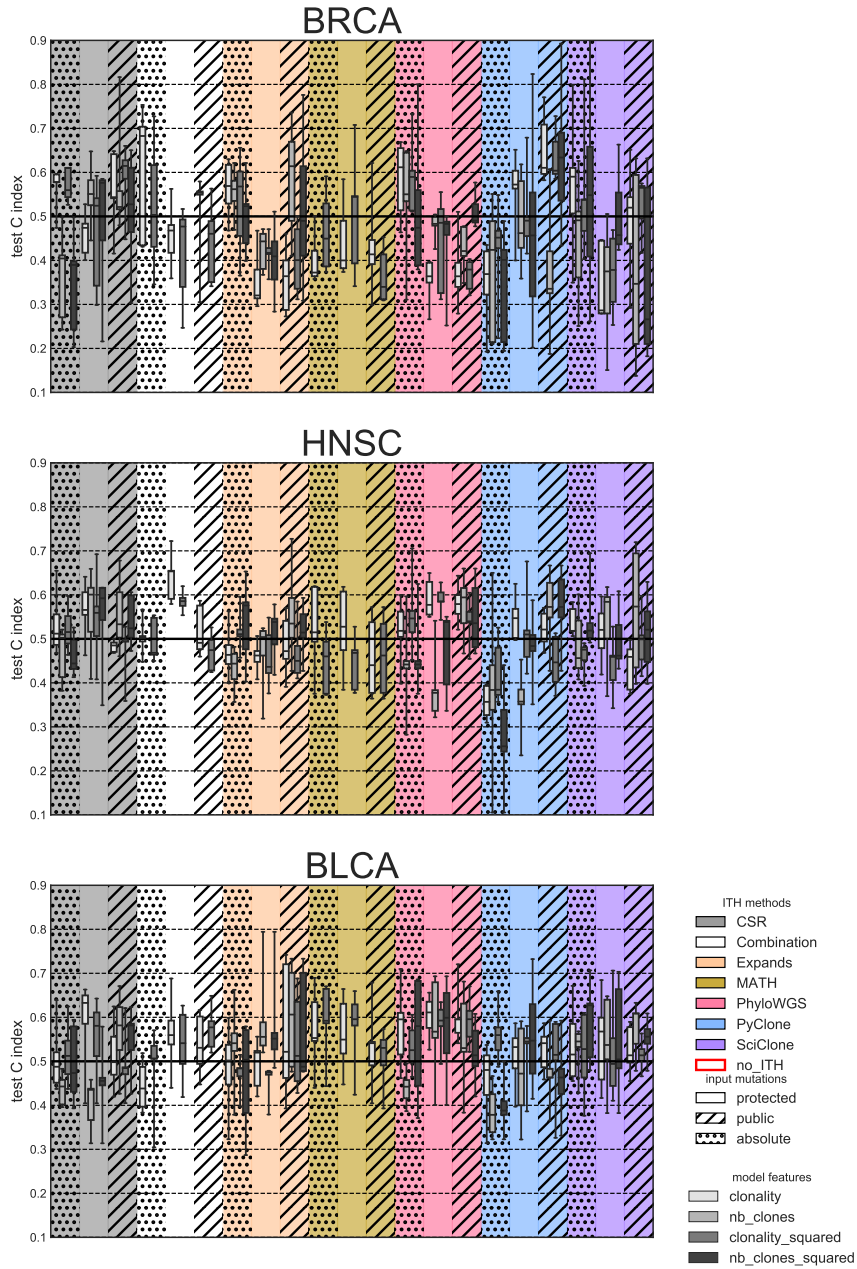 BRCA
0.9
0.8
0.7
0.6
0.5
0.4
0.3
0.2
0.1
test C index
HNSC
0.9
0.8
0.7
0.6
0.5
0.4
0.3
0.2
0.1
test C index
BLCA
0.9
0.8
0.7
0.6
0.5
0.4
0.3
0.2
0.1
test C index
ITH methods
CSR
Combination
Expands
MATH
PhyloWGS
PyClone
SciClone
no_ITH
input mutations
protected
public
absolute
model features
clonality
nb_clones
clonality_squared
nb_clones_squared